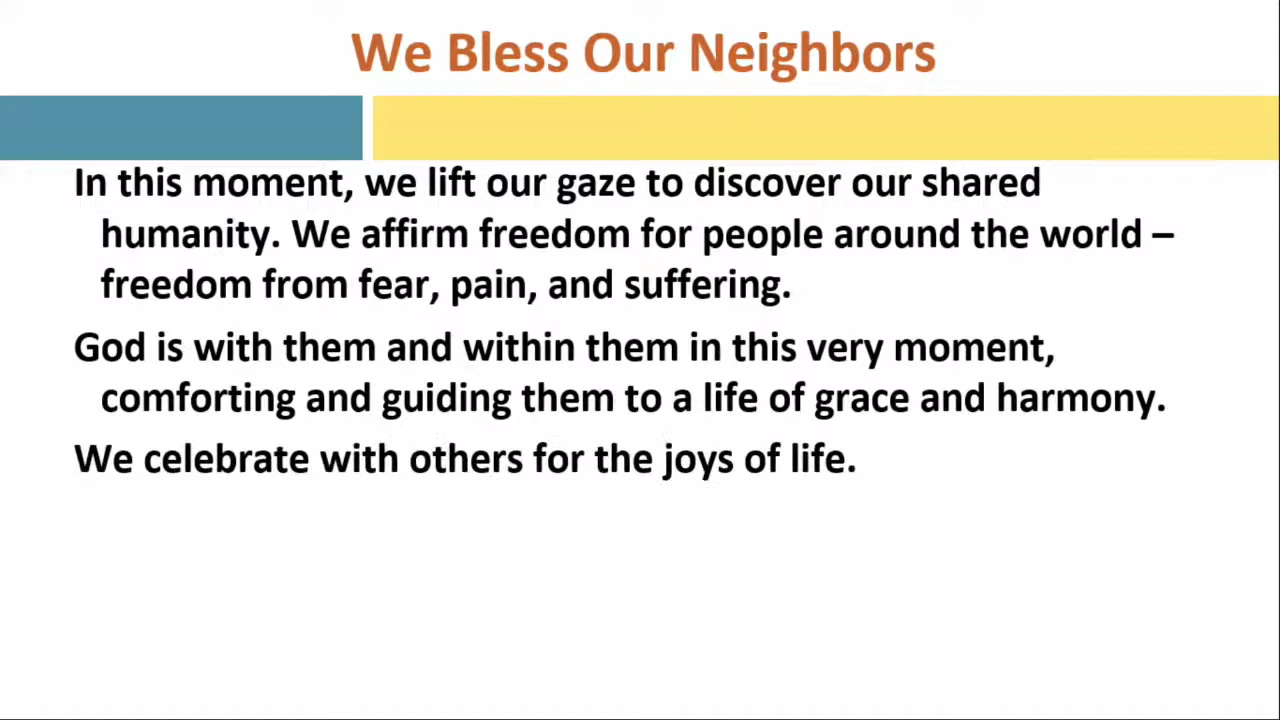 We Bless Our Neighbors
In this moment, we lift our gaze to discover our shared
humanity. We affirm freedom for people around the world –
freedom from fear, pain, and suffering.
God is with them and within them in this very moment,
comforting and guiding them to a life of grace and harmony.
We celebrate with others for the joys of life.